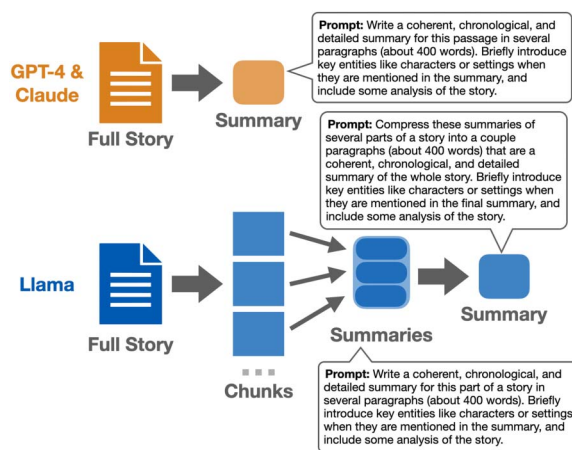 Prompt: Write a coherent, chronological, and
detailed summary for this passage in several
paragraphs (about 400 words). Briefly introduce
key entities like characters or settings when
they are mentioned in the summary, and
include some analysis of the story.
GPT-4 &
Claude
Full Story
Summary
Prompt: Compress these summaries of
several parts of a story into a couple
paragraphs (about 400 words) that are a
coherent, chronological, and detailed
summary of the whole story. Briefly introduce
key entities like characters or settings when
they are mentioned in the final summary, and
include some analysis of the story.
Llama
Full Story
Chunks
Summaries
Summary
Prompt: Write a coherent, chronological, and
detailed summary for this part of a story in
several paragraphs (about 400 words). Briefly
introduce key entities like characters or settings
when they are mentioned in the summary, and
include some analysis of the story.